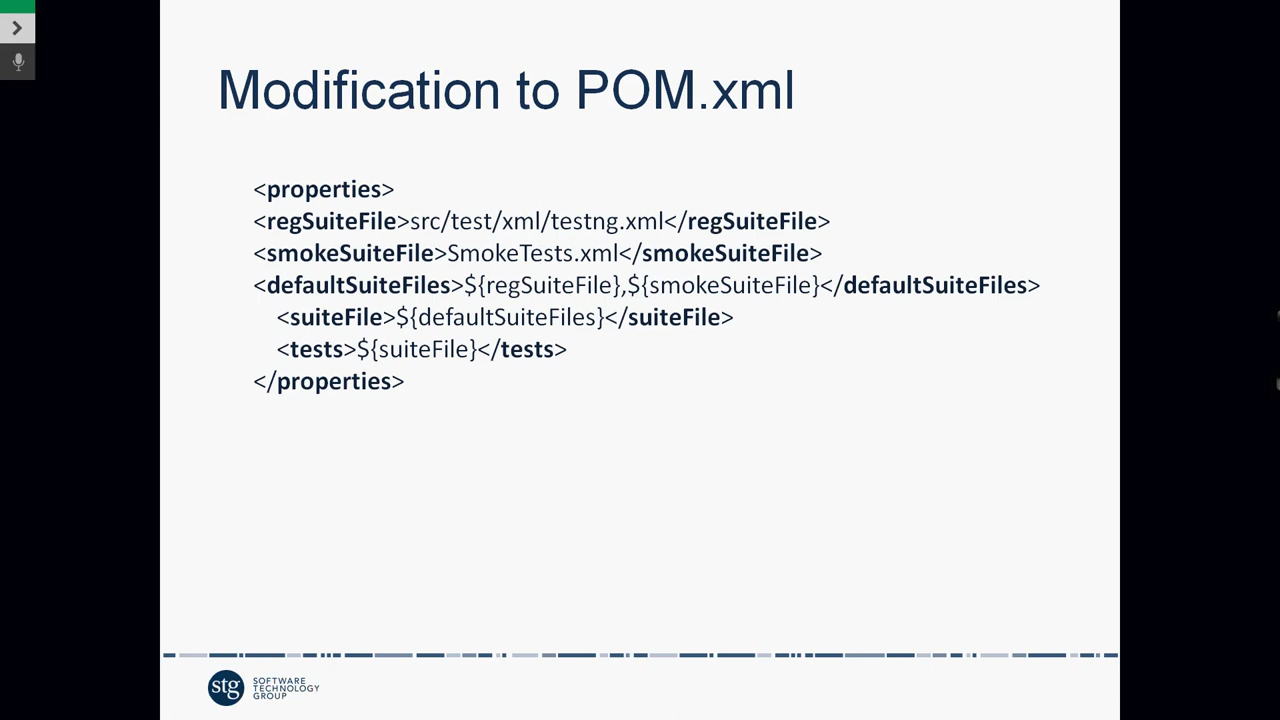 Modification to POM.xml
<properties>
<regSuiteFile>src/test/xml/testng.xml</regSuiteFile>
<smokeSuiteFile>SmokeTests.xml</smokeSuiteFile>
<defaultSuiteFiles>${regSuiteFile},${smokeSuiteFile}</defaultSuiteFiles>
<suiteFile>${defaultSuiteFiles}</suiteFile>
<tests>${suiteFile}</tests>
</properties>
stg
SOFTWARE
TECHNOLOGY
GROUP